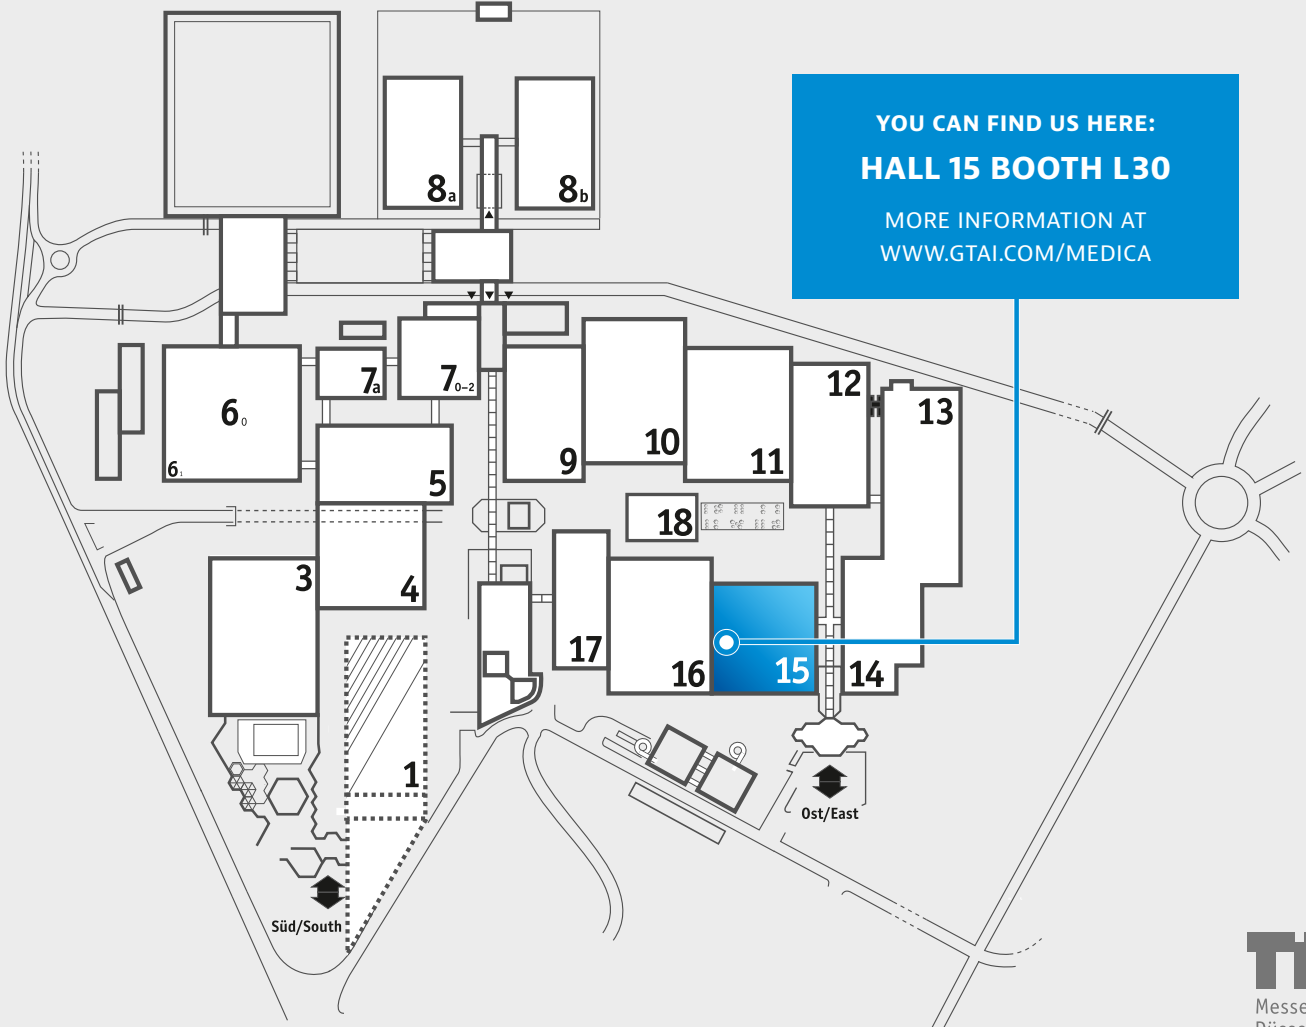 YOU CAN FIND US HERE:
HALL 15 BOOTH L30
MORE INFORMATION AT
WWW.GTAI.COM/MEDICA
8a
8b
7a
70–2
60
61
5
9
10
11
12
13
18
3
4
17
16
15
14
1
Ost/East
Süd/South
Messe